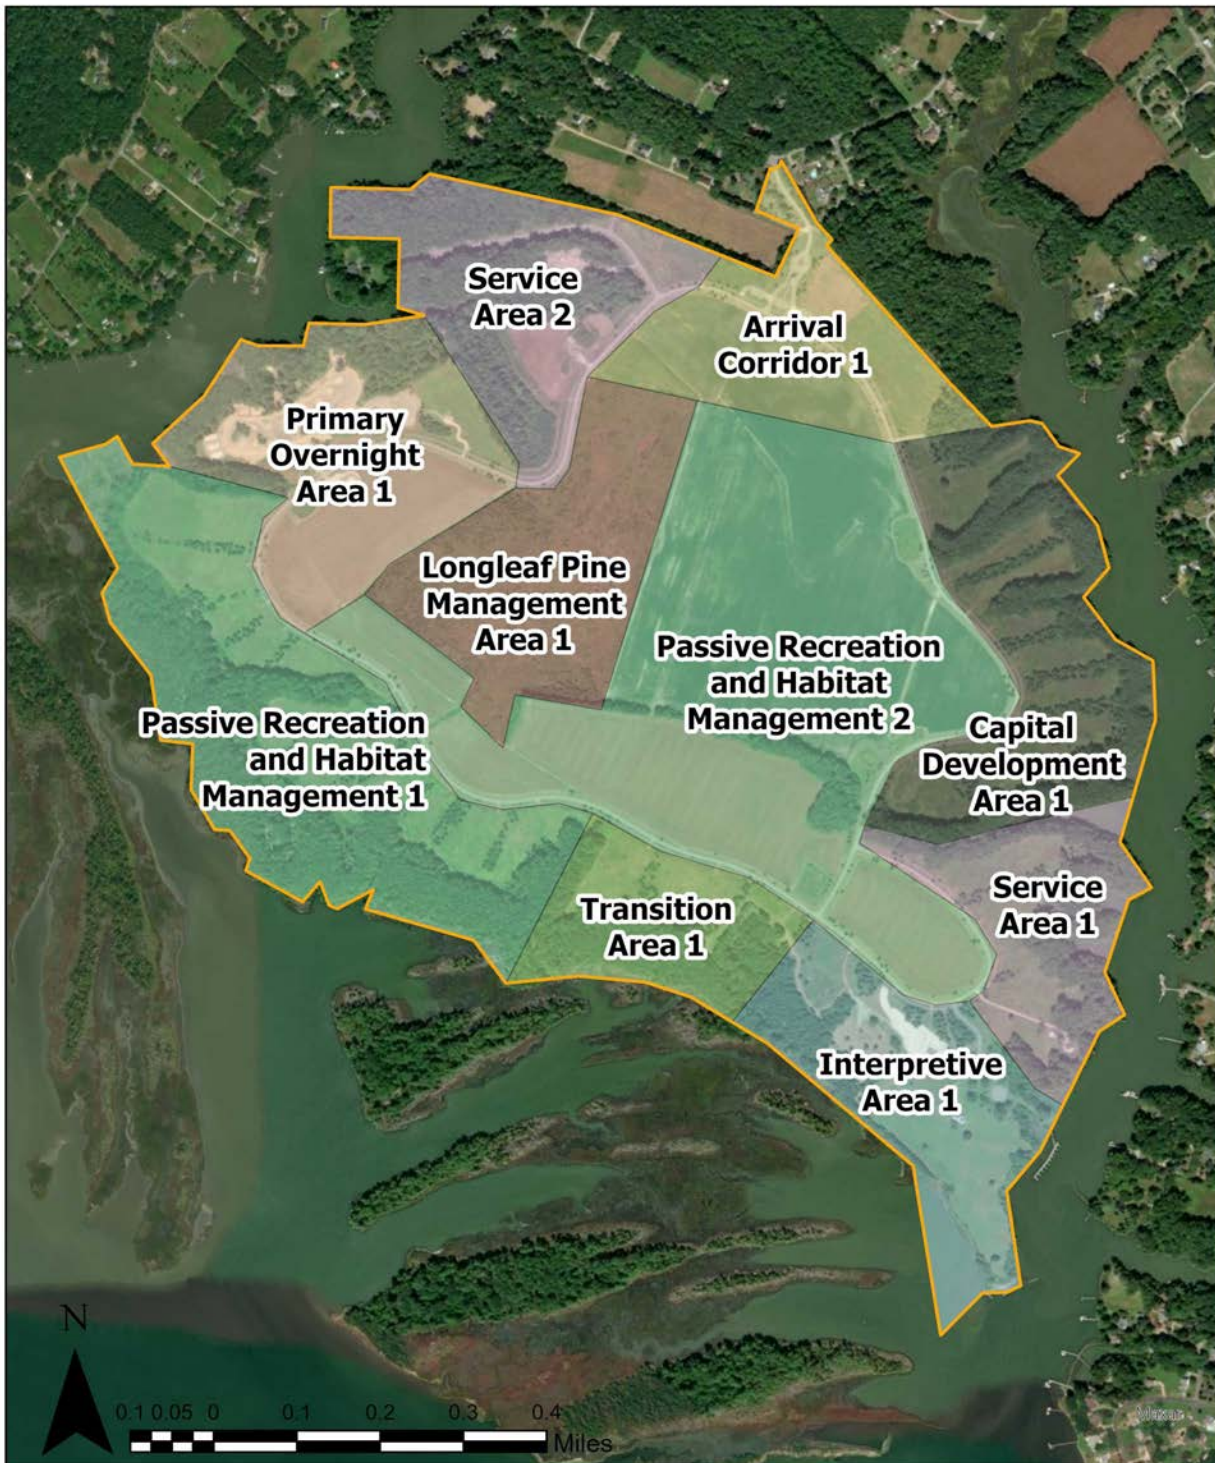 Service
Area 2
Arrival
Corridor 1
Primary
Overnight
Area 1
Longleaf Pine
Management
Area 1
Passive Recreation
and Habitat
Management 2
Passive Recreation
and Habitat
Management 1
Capital
Development
Area 1
Service
Area 1
Transition
Area 1
Interpretive
Area 1
N
0.1 0.05 0 0.1 0.2 0.3 0.4
Miles
Maxar